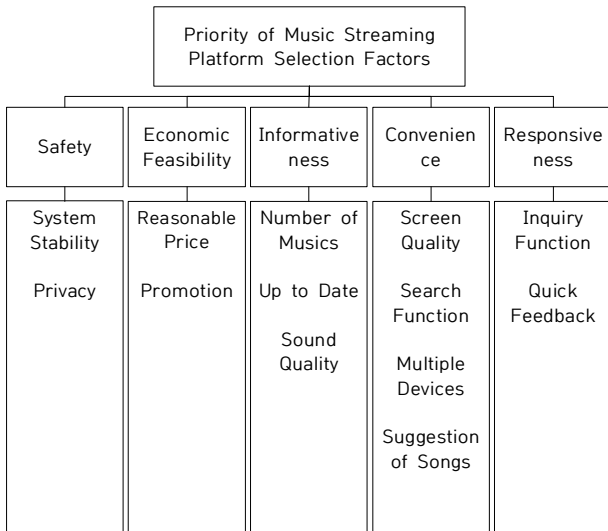 Priority of Music Streaming
Platform Selection Factors
Safety
Economic
Feasibility
Informative
ness
Convenien
ce
Responsive
ness
System
Stability
Privacy
Reasonable
Price
Promotion
Number of
Musics
Up to Date
Sound
Quality
Screen
Quality
Search
Function
Multiple
Devices
Suggestion
of Songs
Inquiry
Function
Quick
Feedback